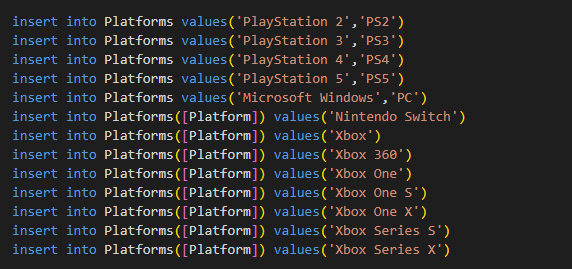 insert into Platforms values('PlayStation 2','PS2')
insert into Platforms values('PlayStation 3','PS3')
insert into Platforms values('PlayStation 4','PS4')
insert into Platforms values('PlayStation 5','PS5')
insert into Platforms values('Microsoft Windows','PC')
insert into Platforms([Platform]) values('Nintendo Switch')
insert into Platforms([Platform]) values('Xbox')
insert into Platforms([Platform]) values('Xbox 360')
insert into Platforms([Platform]) values('Xbox One')
insert into Platforms([Platform]) values('Xbox One S')
insert into Platforms([Platform]) values('Xbox One X')
insert into Platforms([Platform]) values('Xbox Series S')
insert into Platforms([Platform]) values('Xbox Series X')